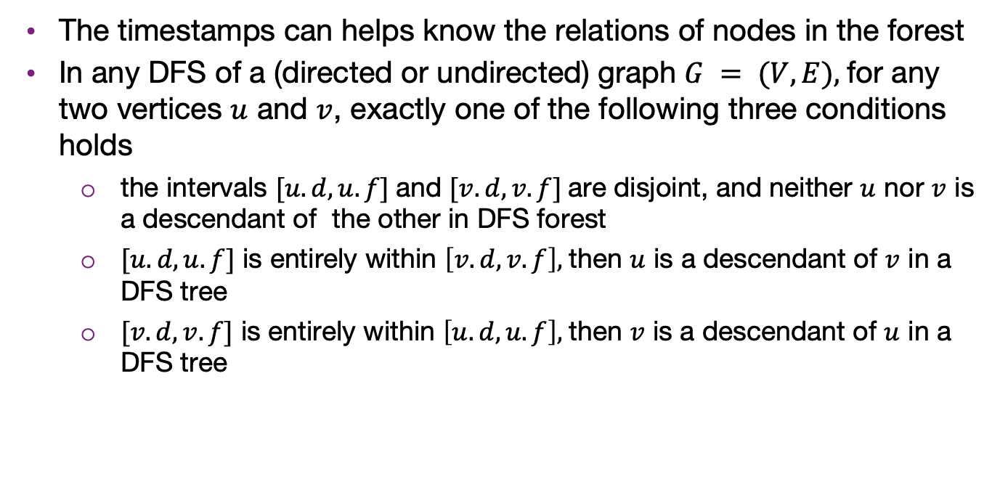 • The timestamps can helps know the relations of nodes in the forest
• In any DFS of a (directed or undirected) graph G = (V, E), for any
two vertices u and v, exactly one of the following three conditions
holds
○ the intervals [u. d, u. f] and [v. d, v. f] are disjoint, and neither u nor v is
a descendant of the other in DFS forest
○ [u. d, u. f] is entirely within [v. d, v. f], then u is a descendant of v in a
DFS tree
○ [v. d, v. f] is entirely within [u. d, u. f], then v is a descendant of u in a
DFS tree